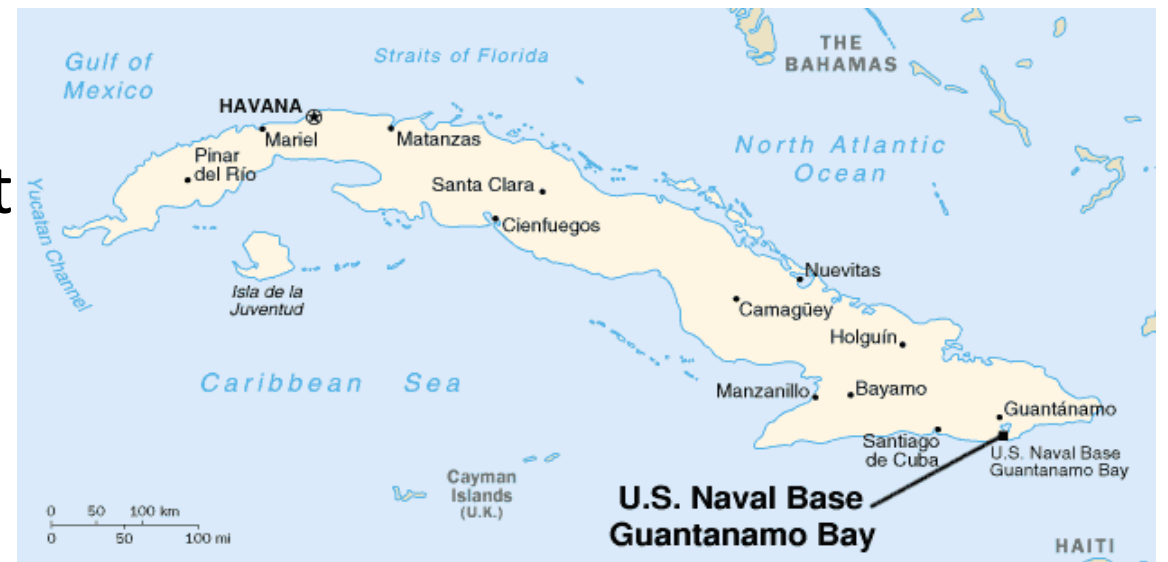 Gulf of
Mexico
Straits of Florida
THE
BAHAMAS
HAVANA
Mariel
Matanzas
Pinar
del Río
North Atlantic
Ocean
t
Yucatan Channel
Santa Clara
Cienfuegos
Isla de la
Juventud
Nuevitas
Camagüey
Holguín
Caribbean Sea
Manzanillo
Bayamo
Guantánamo
Santiago
de Cuba
U.S. Naval Base
Guantanamo Bay
Cayman
Islands
(U.K.)
U.S. Naval Base
Guantanamo Bay
0 50 100 km
0 50 100 mi
HAITI